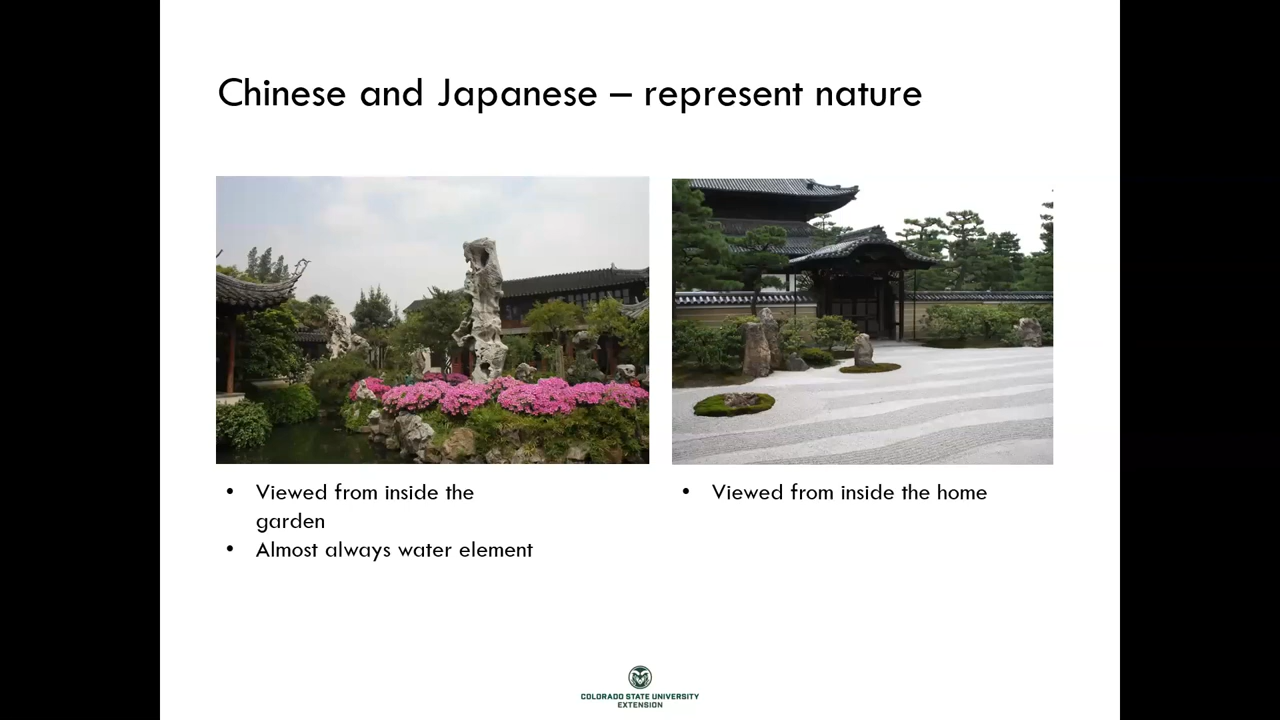 Chinese and Japanese – represent nature
• Viewed from inside the
garden
• Almost always water element
• Viewed from inside the home
COLORADO STATE UNIVERSITY
EXTENSION